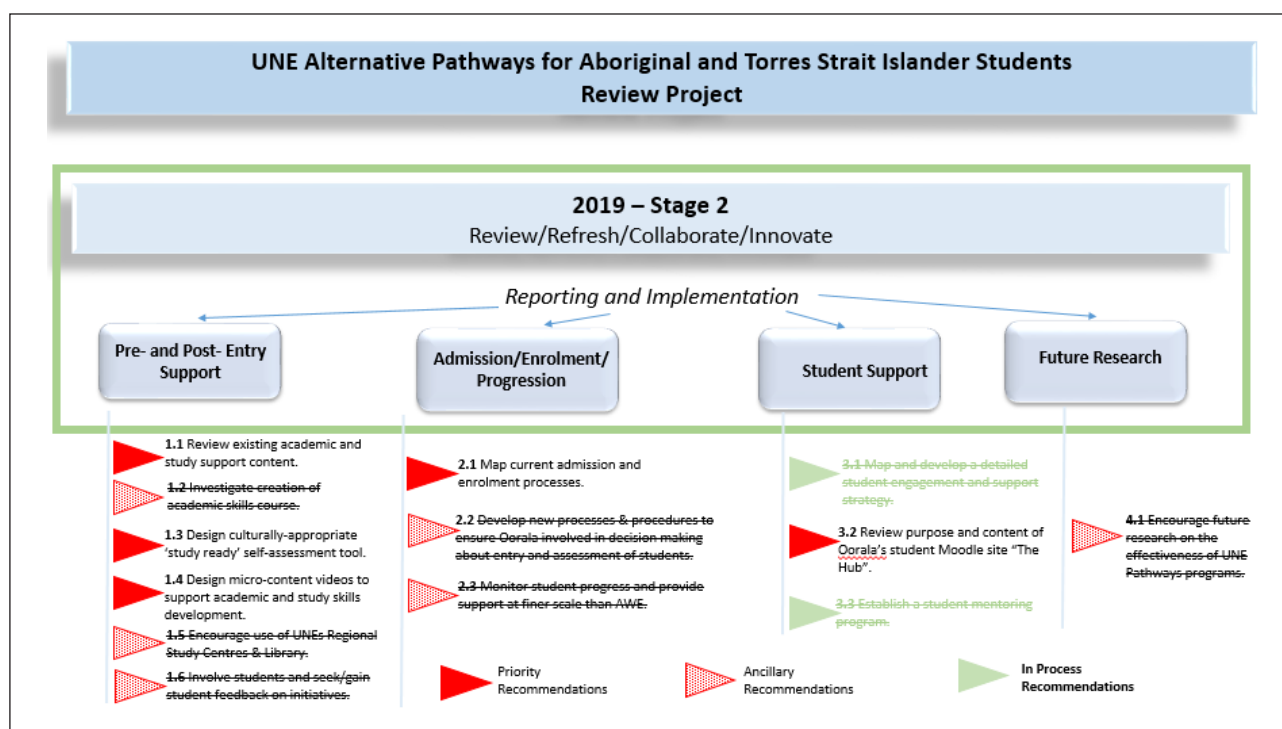 UNE Alternative Pathways for Aboriginal and Torres Strait Islander Students
Review Project
2019 – Stage 2
Review/Refresh/Collaborate/Innovate
Reporting and Implementation
Pre- and Post- Entry
Support
Admission/Enrolment/
Progression
Student Support
Future Research
1.1 Review existing academic and
study support content.
1.2 Investigate creation of
academic skills course.
1.3 Design culturally-appropriate
‘study ready’ self-assessment tool.
1.4 Design micro-content videos to
support academic and study skills
development.
1.5 Encourage use of UNEs Regional
Study Centres & Library.
1.6 Involve students and seek/gain
student feedback on initiatives.
2.1 Map current admission and
enrolment processes.
2.2 Develop new processes & procedures to
ensure Oorala involved in decision making
about entry and assessment of students.
2.3 Monitor student progress and provide
support at finer scale than AWE.
3.1 Map and develop a detailed
student engagement and support
strategy.
3.2 Review purpose and content of
Oorala’s student Moodle site “The
Hub”.
3.3 Establish a student mentoring
program.
4.1 Encourage future
research on the
effectiveness of UNE
Pathways programs.
Priority
Recommendations
Ancillary
Recommendations
In Process
Recommendations